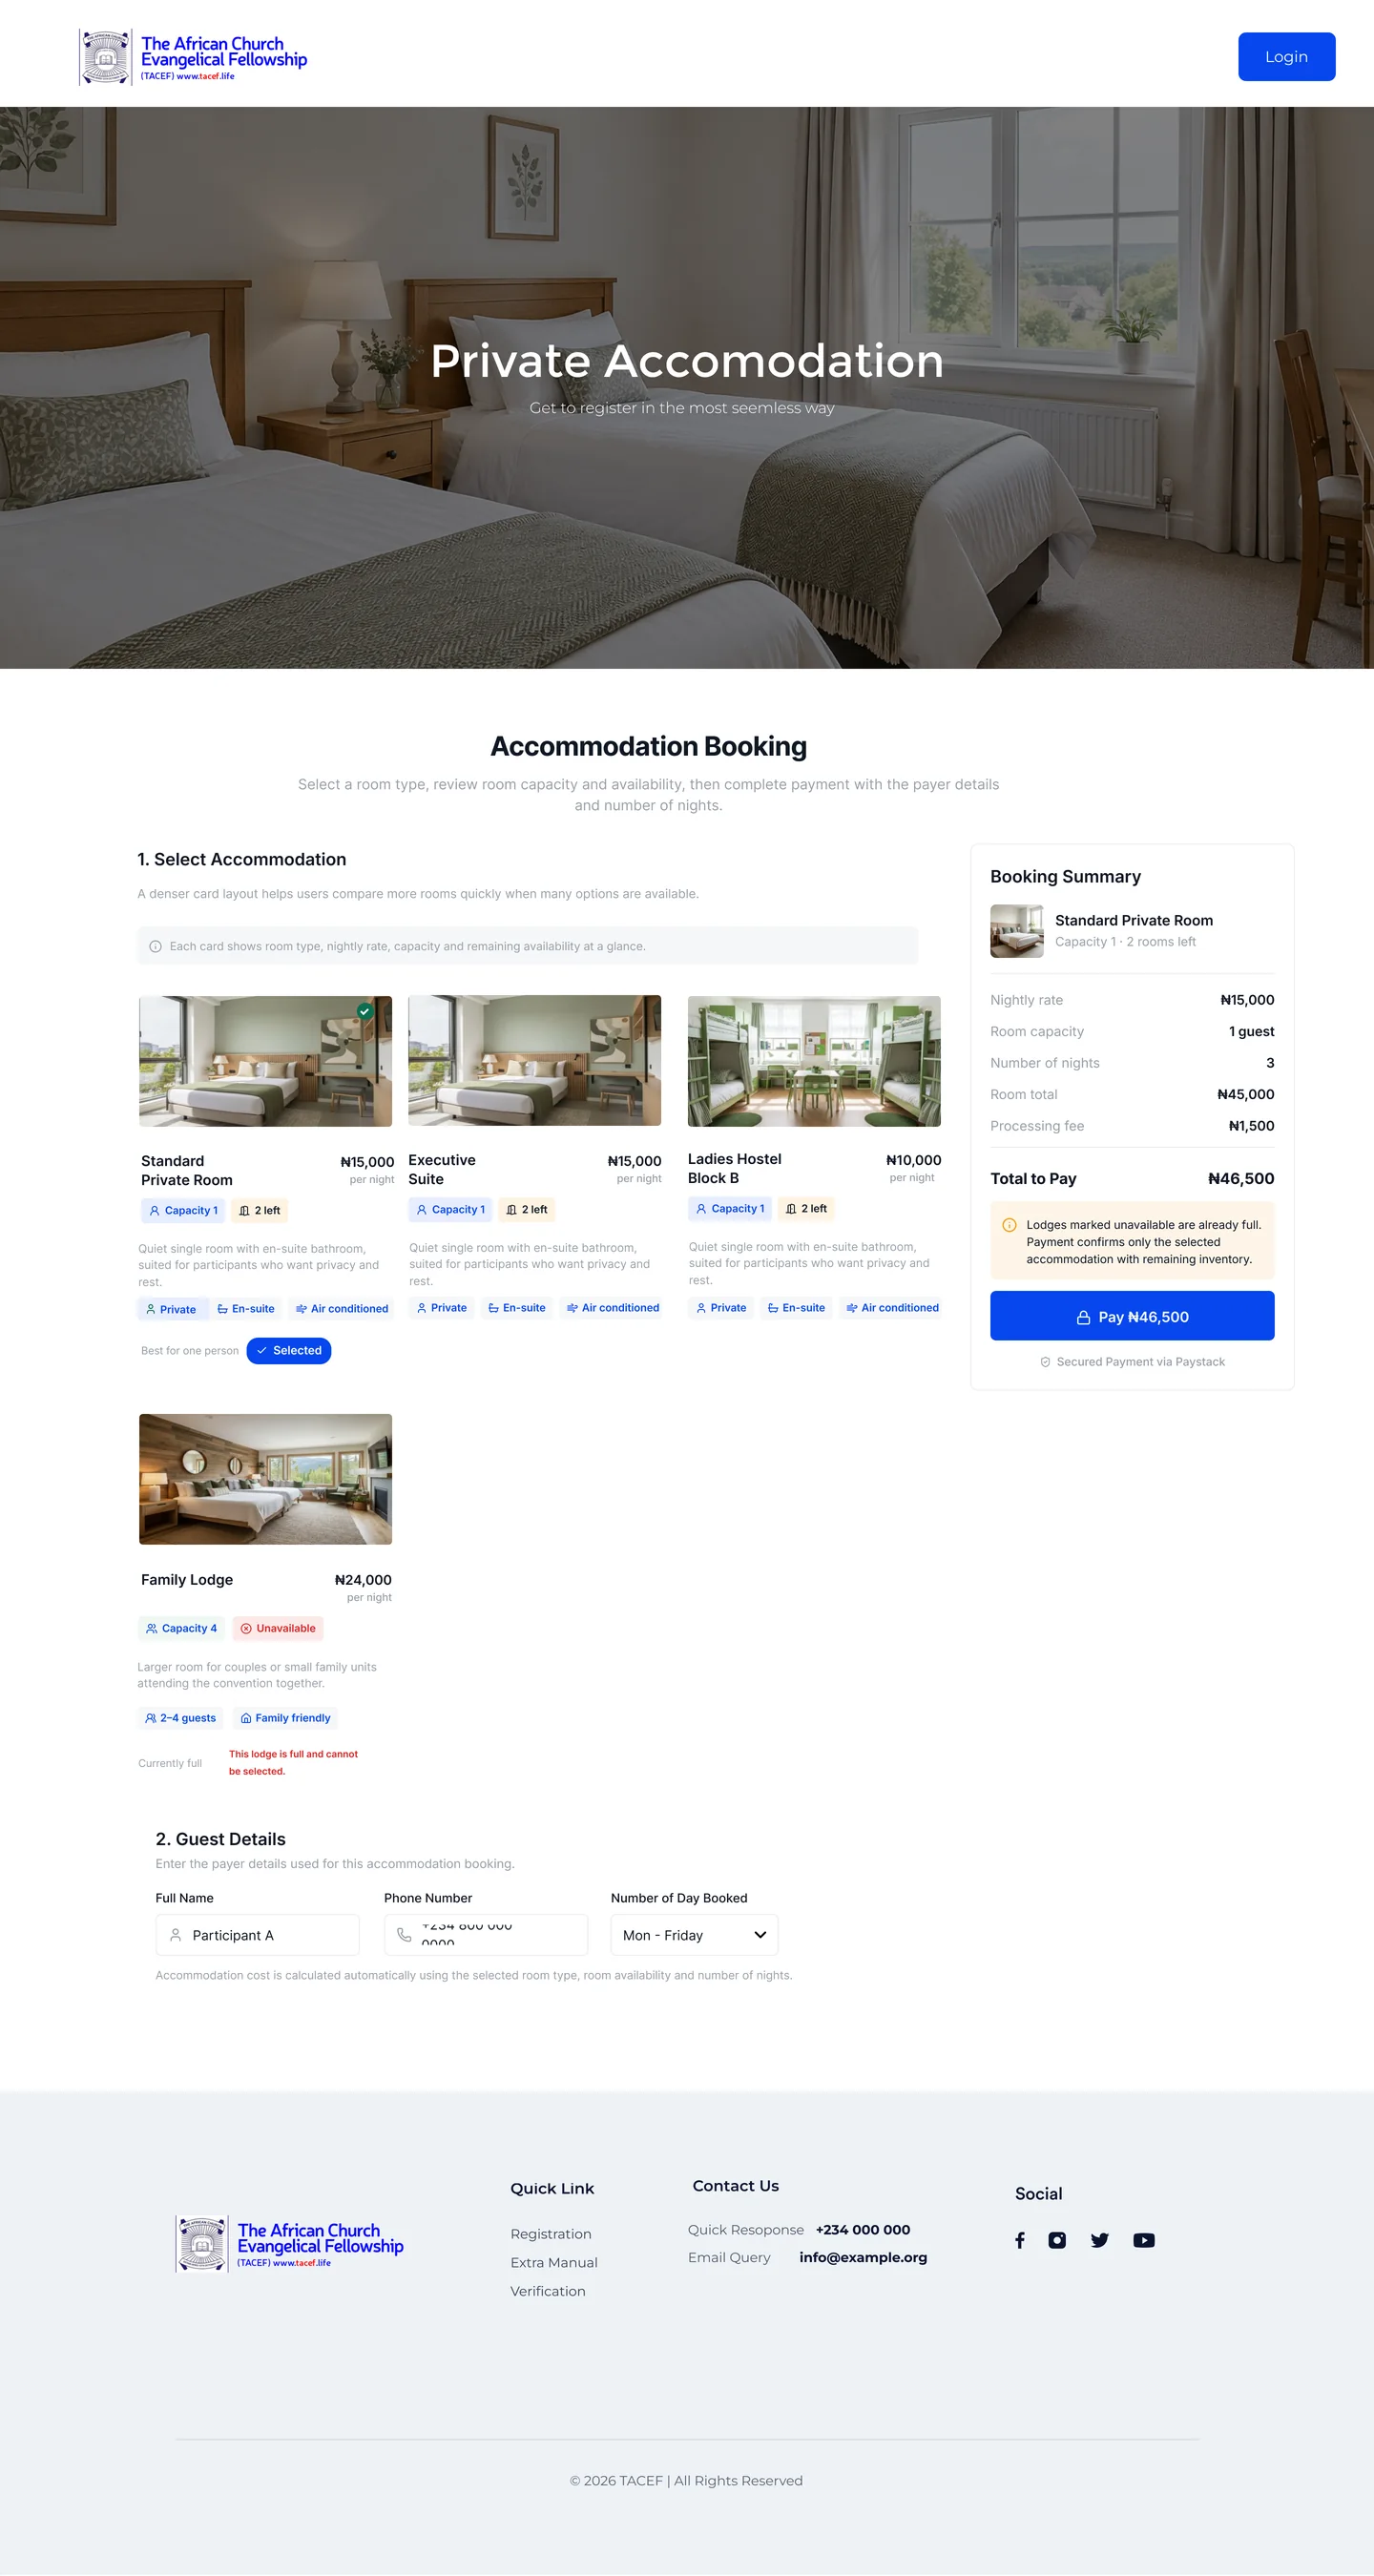 The African Church
Evangelical Fellowship
(TACEF) www.tacef.life
Login
Private Accomodation
Get to register in the most seemless way
Accommodation Booking
Select a room type, review room capacity and availability, then complete payment with the payer details
and number of nights.
1. Select Accommodation
A denser card layout helps users compare more rooms quickly when many options are available.
Each card shows room type, nightly rate, capacity and remaining availability at a glance.
Standard
Private Room
₦15,000
per night
Capacity 1
2 left
Quiet single room with en-suite bathroom,
suited for participants who want privacy and
rest.
Private
En-suite
Air conditioned
Best for one person
Selected
Executive
Suite
₦15,000
per night
Capacity 1
2 left
Quiet single room with en-suite bathroom,
suited for participants who want privacy and
rest.
Private
En-suite
Air conditioned
Ladies Hostel
Block B
₦10,000
per night
Capacity 1
2 left
Quiet single room with en-suite bathroom,
suited for participants who want privacy and
rest.
Private
En-suite
Air conditioned
Family Lodge
₦24,000
per night
Capacity 4
Unavailable
Larger room for couples or small family units
attending the convention together.
2–4 guests
Family friendly
Currently full
This lodge is full and cannot
be selected.
Booking Summary
Standard Private Room
Capacity 1 · 2 rooms left
Nightly rate ₦15,000
Room capacity 1 guest
Number of nights 3
Room total ₦45,000
Processing fee ₦1,500
Total to Pay ₦46,500
Lodges marked unavailable are already full.
Payment confirms only the selected
accommodation with remaining inventory.
Pay ₦46,500
Secured Payment via Paystack
2. Guest Details
Enter the payer details used for this accommodation booking.
Full Name
Participant A
Phone Number
+234 800 000
0000
Number of Day Booked
Mon - Friday
Accommodation cost is calculated automatically using the selected room type, room availability and number of nights.
The African Church
Evangelical Fellowship
(TACEF) www.tacef.life
Quick Link
Registration
Extra Manual
Verification
Contact Us
Quick Resoponse +234 000 000
Email Query info@example.org
Social
© 2026 TACEF | All Rights Reserved